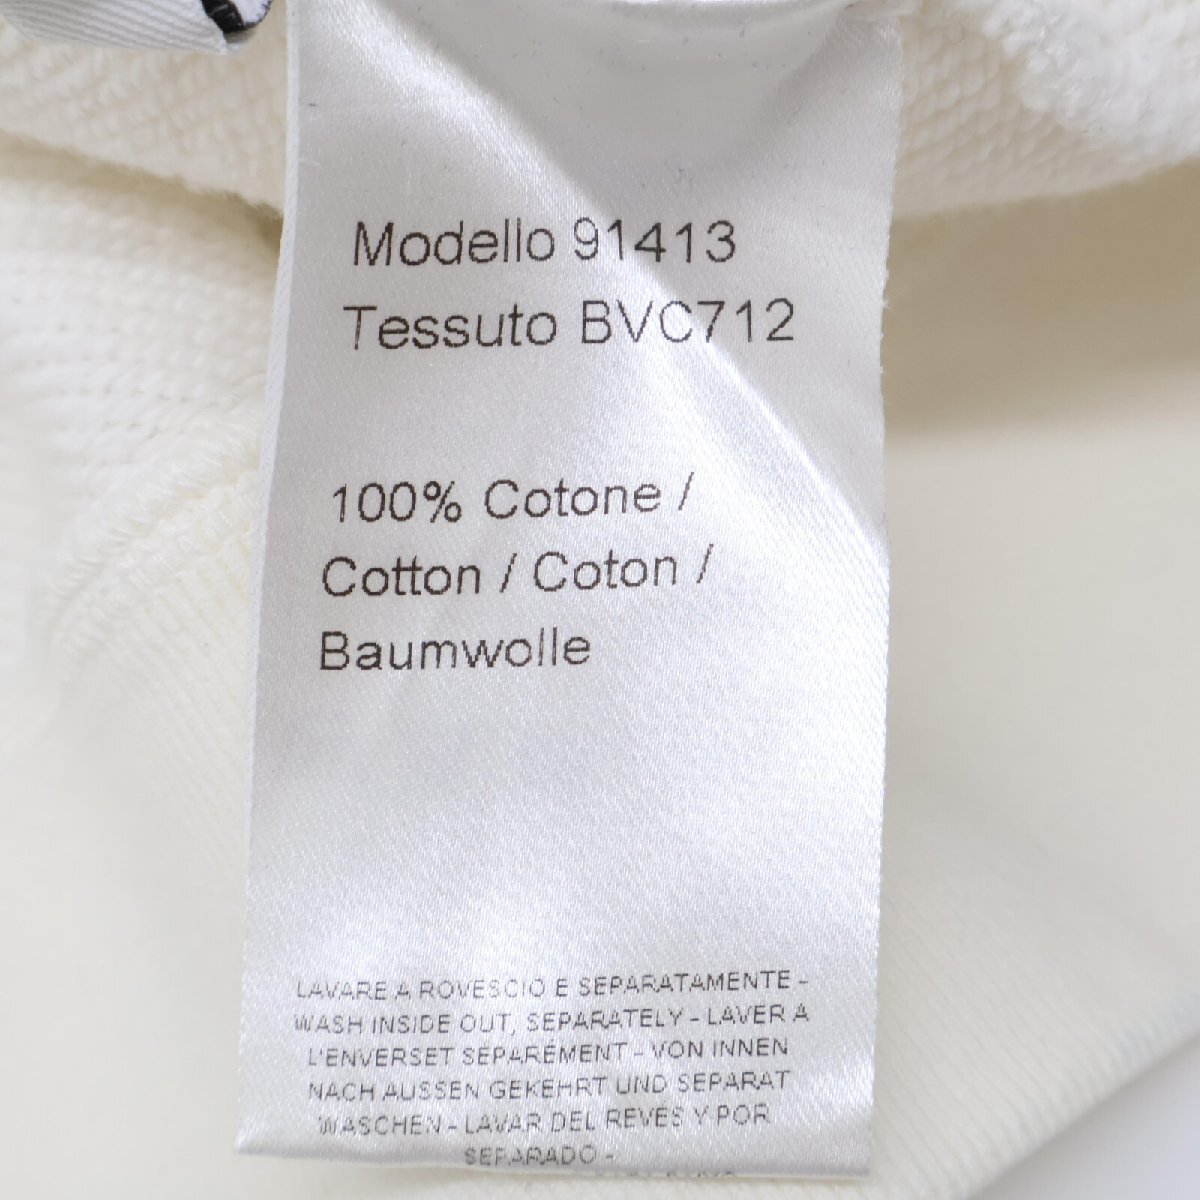 Modello 91413
Tessuto BVC712
100% Cotone /
Cotton / Coton /
Baumwolle
LAVARE A ROVESCIO E SEPARATAMENTE -
WASH INSIDE OUT, SEPARATELY - LAVER A
L'ENVERSET SEPARÉMENT - VON INNEN
NACH AUSSEN GEKEHRT UND SEPARAT
WASCHEN - LAVAR DEL REVES Y POR
SEPARADO -